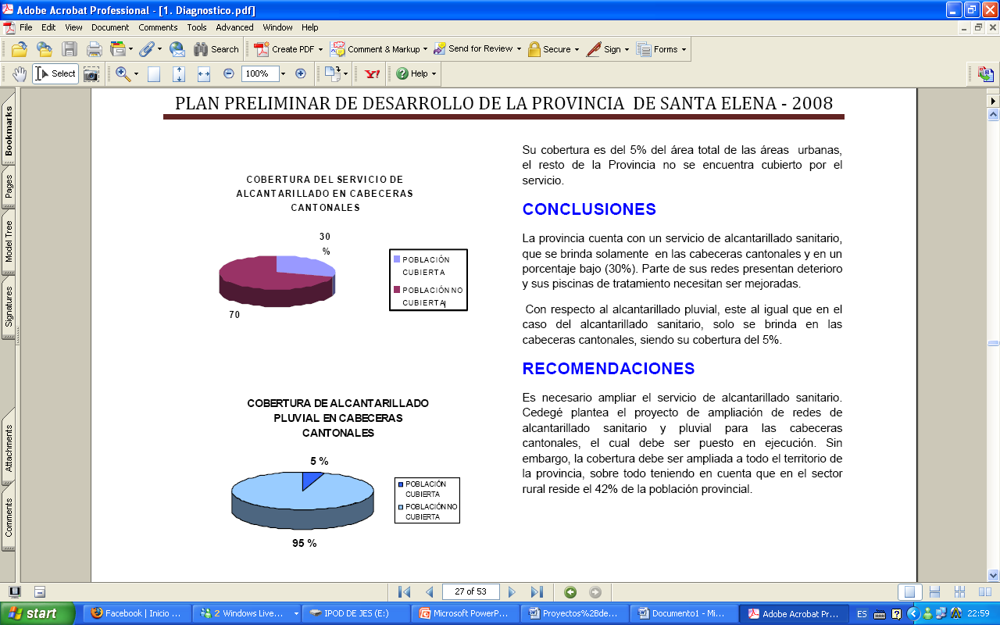 Adobe Acrobat Professional - [1. Diagnostico.pdf]
File Edit View Document Comments Tools Advanced Window Help
Search Create PDF Comment & Markup Send for Review Secure Sign Forms
Select 100% Y! Help
Bookmarks
Pages
Model Tree
Signatures
Attachments
Comments
PLAN PRELIMINAR DE DESARROLLO DE LA PROVINCIA DE SANTA ELENA - 2008
COBERTURA DEL SERVICIO DE
ALCANTARILLADO EN CABECERAS
CANTONALES
30
%
70
POBLACIÓN
CUBIERTA
POBLACIÓN NO
CUBIERTA
COBERTURA DE ALCANTARILLADO
PLUVIAL EN CABECERAS
CANTONALES
5 %
95 %
POBLACIÓN
CUBIERTA
POBLACIÓN NO
CUBIERTA
Su cobertura es del 5% del área total de las áreas urbanas,
el resto de la Provincia no se encuentra cubierto por el
servicio.
CONCLUSIONES
La provincia cuenta con un servicio de alcantarillado sanitario,
que se brinda solamente en las cabeceras cantonales y en un
porcentaje bajo (30%). Parte de sus redes presentan deterioro
y sus piscinas de tratamiento necesitan ser mejoradas.
Con respecto al alcantarillado pluvial, este al igual que en el
caso del alcantarillado sanitario, solo se brinda en las
cabeceras cantonales, siendo su cobertura del 5%.
RECOMENDACIONES
Es necesario ampliar el servicio de alcantarillado sanitario.
Cedegé plantea el proyecto de ampliación de redes de
alcantarillado sanitario y pluvial para las cabeceras
cantonales, el cual debe ser puesto en ejecución. Sin
embargo, la cobertura debe ser ampliada a todo el territorio de
la provincia, sobre todo teniendo en cuenta que en el sector
rural reside el 42% de la población provincial.
27 of 53
start Facebook | Inicio ... 2 Windows Live... IPOD DE JES (E:) Microsoft PowerP... Proyectos%2Bde... Documento1 - Mi... Adobe Acrobat Pr... ES 22:59